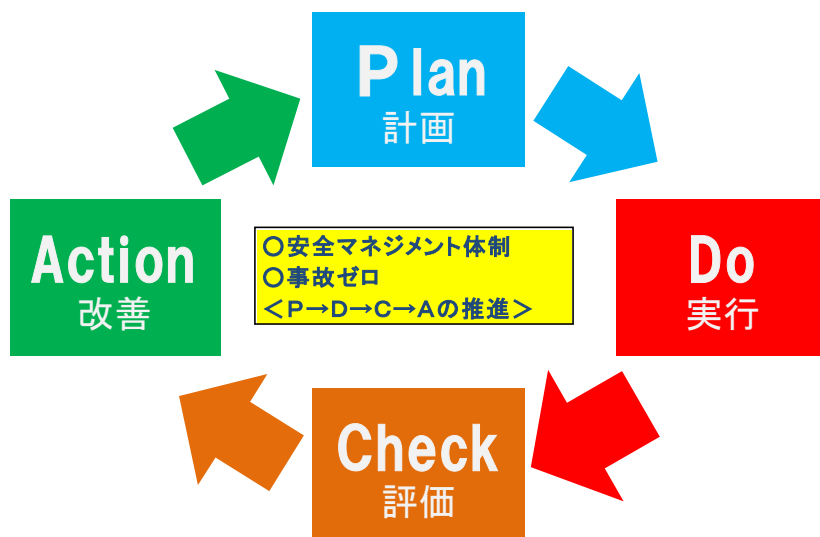 Plan
計画
Do
実行
Action
改善
○安全マネジメント体制
○事故ゼロ
＜P→D→C→Aの推進＞
Check
評価